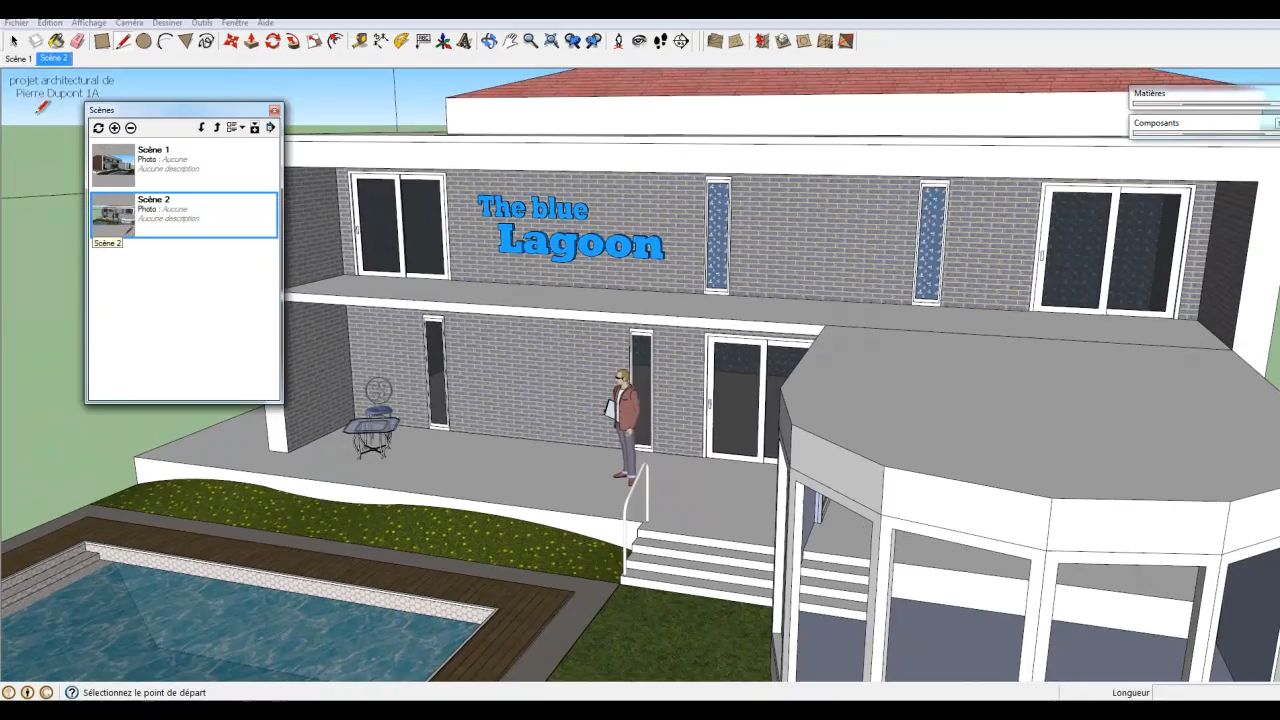 Fichier Edition Affichage Caméra Dessiner Outils Fenêtre Aide
Scène 1 Scène 2
projet architectural de
Pierre Dupont 1A
Scènes
Scène 1
Photo : Aucune
Aucune description
Scène 2
Photo : Aucune
Aucune description
Scène 2
Matières
Composants
The blue
Lagoon
Sélectionnez le point de départ
Longueur